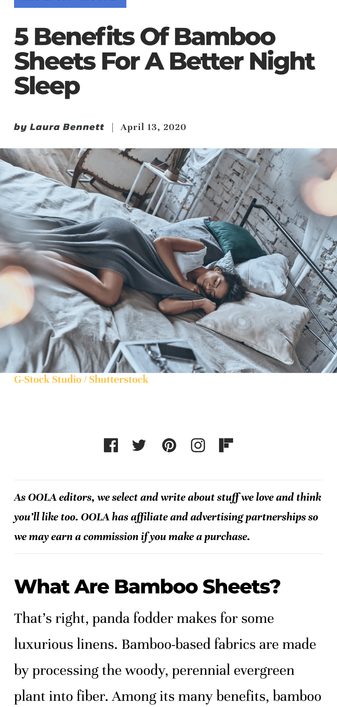 5 Benefits Of Bamboo
Sheets For A Better Night
Sleep
by Laura Bennett | April 13, 2020
G-Stock Studio / Shutterstock
As OOLA editors, we select and write about stuff we love and think
you'll like too. OOLA has affiliate and advertising partnerships so
we may earn a commission if you make a purchase.
What Are Bamboo Sheets?
That's right, panda fodder makes for some
luxurious linens. Bamboo-based fabrics are made
by processing the woody, perennial evergreen
plant into fiber. Among its many benefits, bamboo